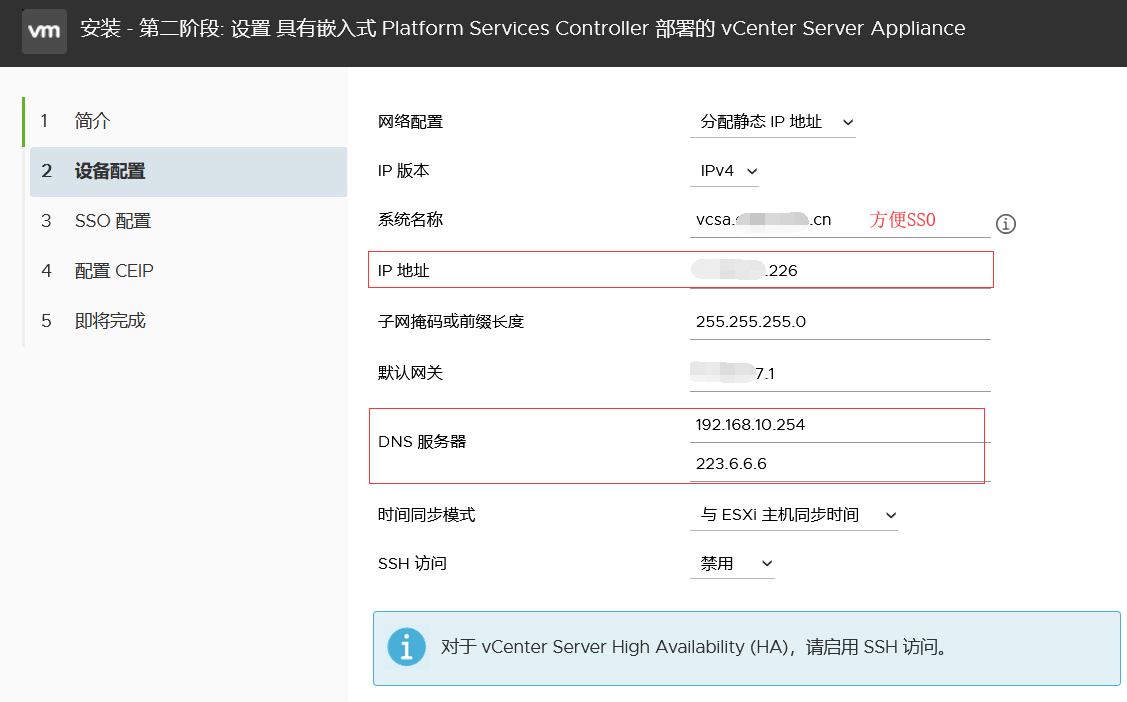 vm 安装 - 第二阶段: 设置 具有嵌入式 Platform Services Controller 部署的 vCenter Server Appliance
1 简介
2 设备配置
3 SSO 配置
4 配置 CEIP
5 即将完成
网络配置 分配静态 IP 地址
IP 版本 IPv4
系统名称 vcsa. .cn 方便SSO
IP 地址 .226
子网掩码或前缀长度 255.255.255.0
默认网关 7.1
DNS 服务器 192.168.10.254
223.6.6.6
时间同步模式 与 ESXi 主机同步时间
SSH 访问 禁用
对于 vCenter Server High Availability (HA)，请启用 SSH 访问。